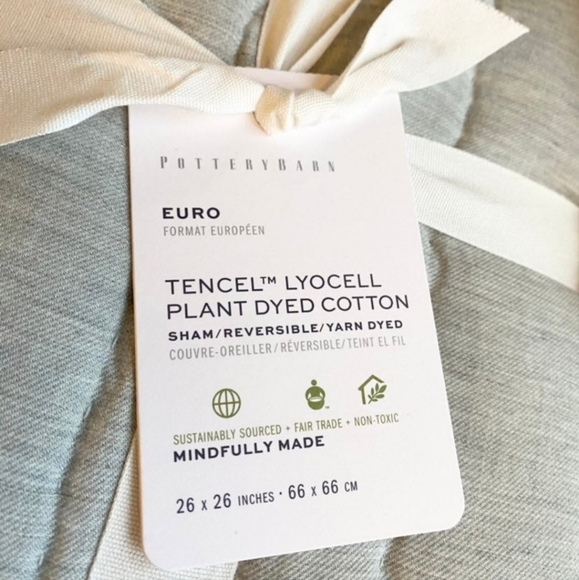 POTTERYBARN
EURO
FORMAT EUROPÉEN
TENCEL™ LYOCELL
PLANT DYED COTTON
SHAM/REVERSIBLE/YARN DYED
COUVRE-OREILLER/RÉVERSIBLE/TEINT EL FIL
SUSTAINABLY SOURCED + FAIR TRADE + NON-TOXIC
MINDFULLY MADE
26 x 26 INCHES · 66 x 66 CM